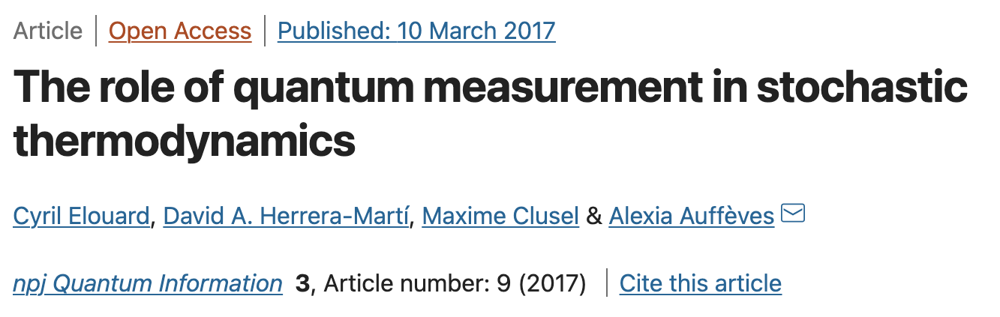 Article | Open Access | Published: 10 March 2017
The role of quantum measurement in stochastic
thermodynamics
Cyril Elouard, David A. Herrera-Martí, Maxime Clusel & Alexia Auffèves
npj Quantum Information 3, Article number: 9 (2017) | Cite this article